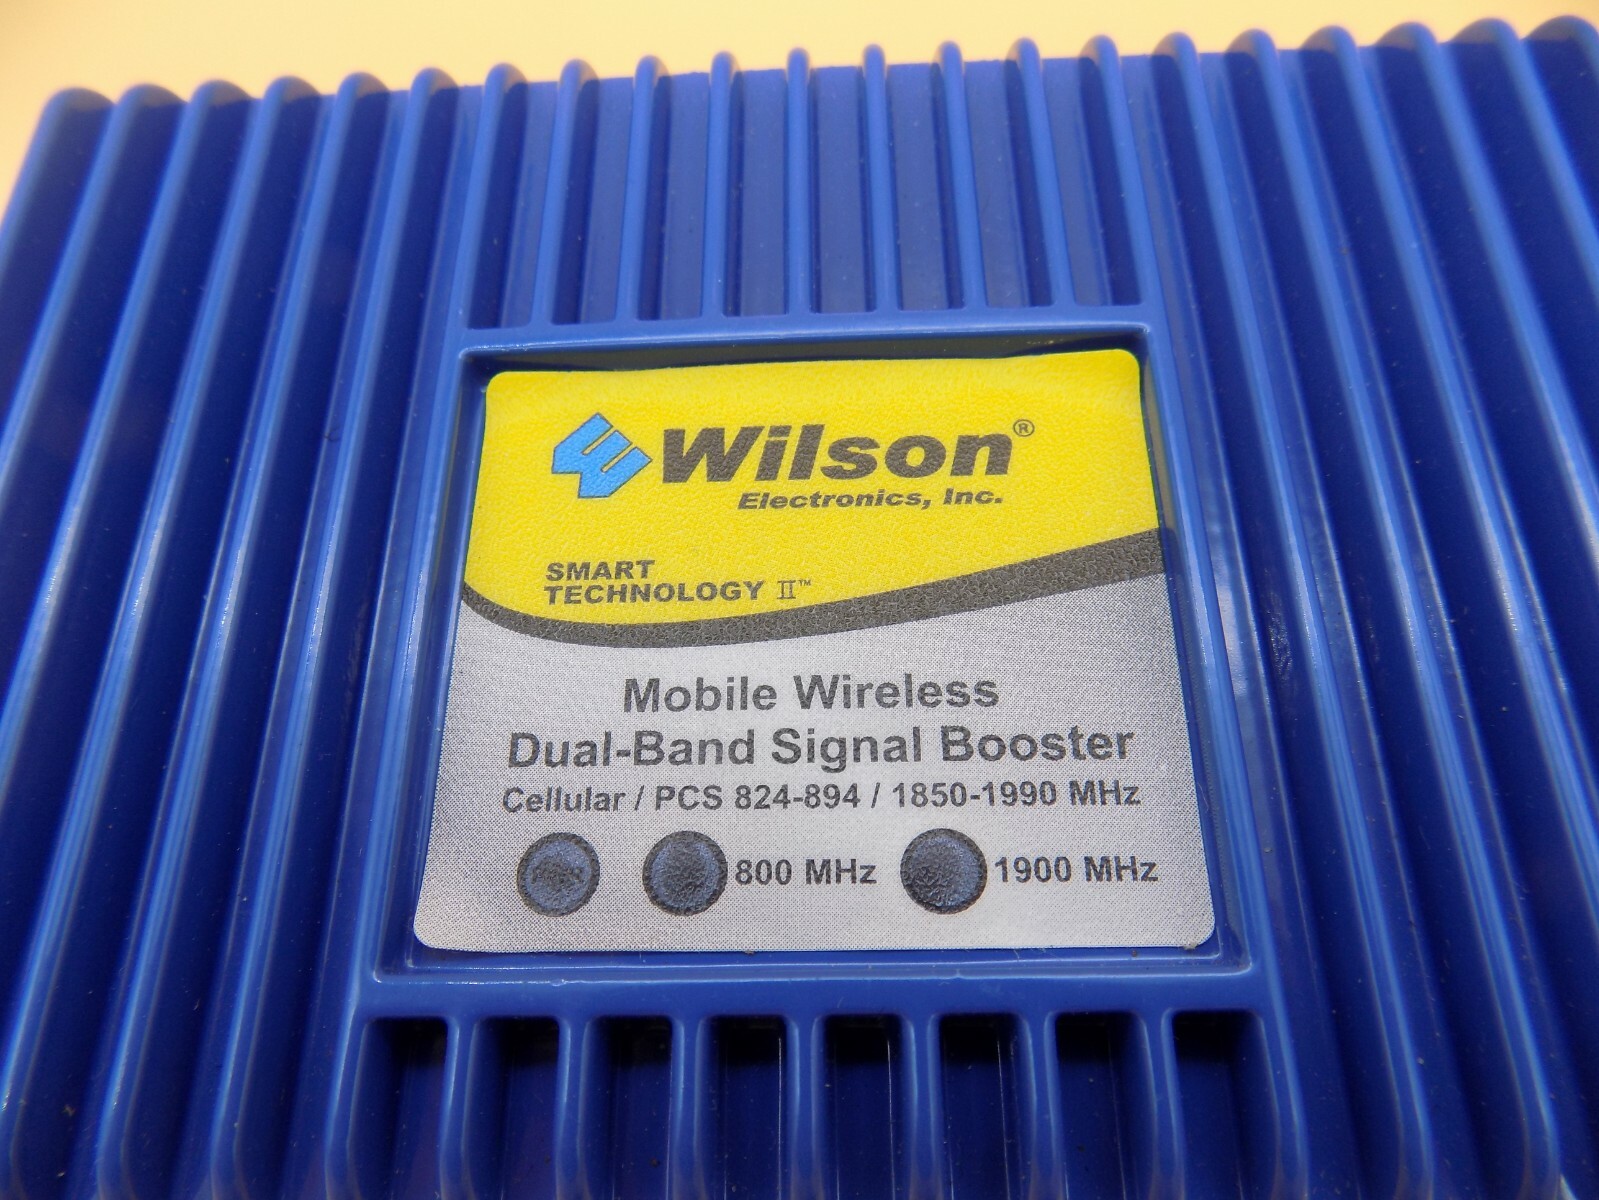 Wilson®
Electronics, Inc.
SMART
TECHNOLOGY II™
Mobile Wireless
Dual-Band Signal Booster
Cellular / PCS 824-894 / 1850-1990 MHz
800 MHz 1900 MHz